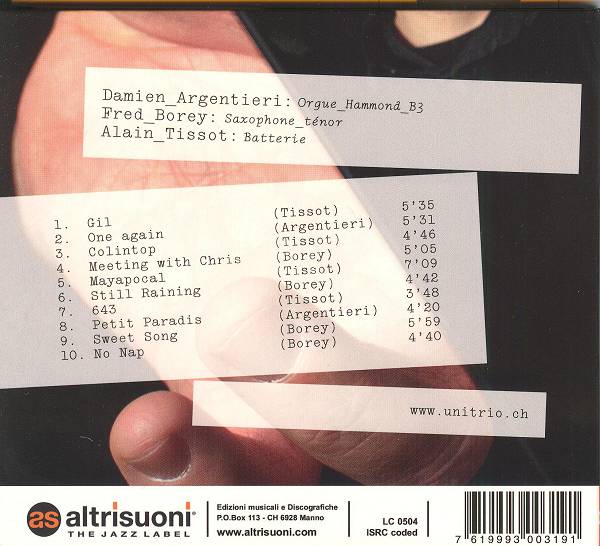 Damien_Argentieri: Orgue_Hammond_B3
Fred_Borey: Saxophone_ténor
Alain_Tissot: Batterie
1. Gil (Tissot) 5'35
2. One again (Argentieri) 5'31
3. Colintop (Tissot) 4'46
4. Meeting with Chris (Borey) 5'05
5. Mayapocal (Tissot) 7'09
6. Still Raining (Borey) 4'42
7. 643 (Tissot) 3'48
8. Petit Paradis (Argentieri) 4'20
9. Sweet Song (Borey) 5'59
10. No Nap (Borey) 4'40
www.unitrio.ch
as altrisuoni
THE JAZZ LABEL
Edizioni musicali e Discografiche
P.O.Box 113 - CH 6928 Manno
www.altrisuoni.com
LC 0504
ISRC coded
7 619993 003191